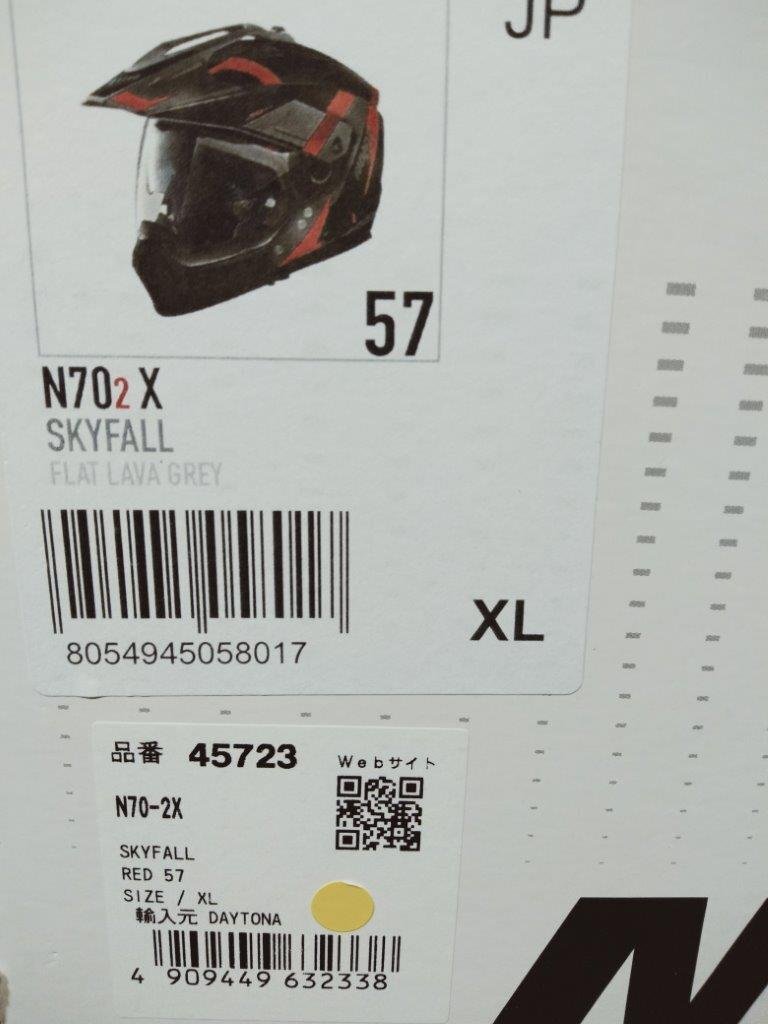 JP
57
N702 X
SKYFALL
FLAT LAVA GREY
8054945058017
XL
品番 45723
Webサイト
N70-2X
SKYFALL
RED 57
SIZE / XL
輸入元 DAYTONA
4 909449 632338
N